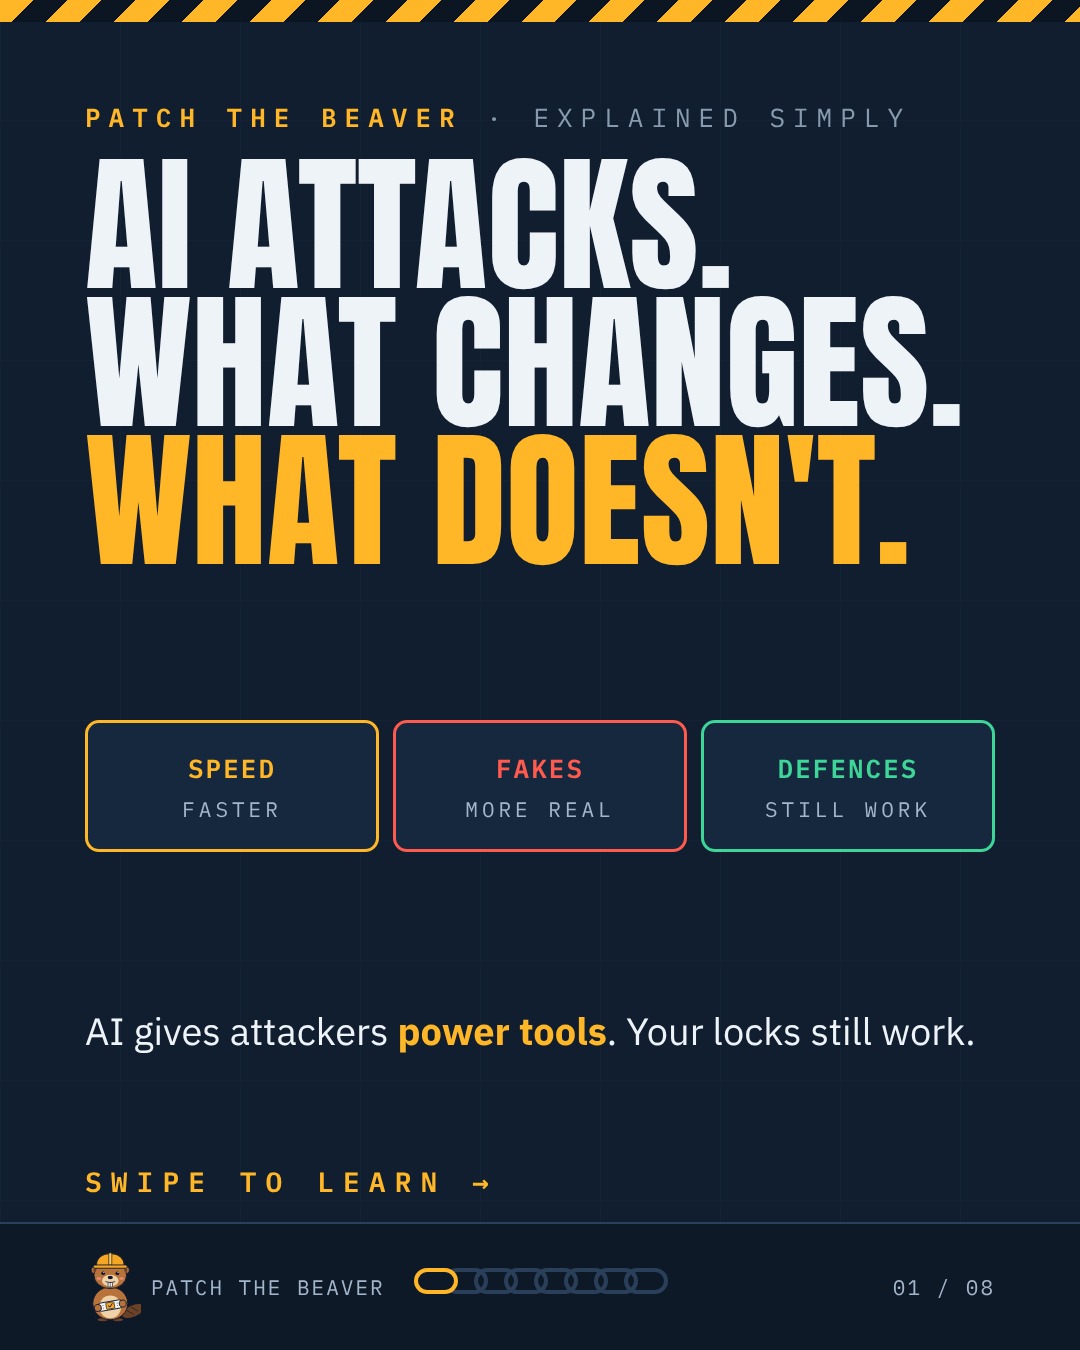 PATCH THE BEAVER · EXPLAINED SIMPLY
AI ATTACKS.
WHAT CHANGES.
WHAT DOESN'T.
SPEED
FASTER
FAKES
MORE REAL
DEFENCES
STILL WORK
AI gives attackers power tools. Your locks still work.
SWIPE TO LEARN →
PATCH THE BEAVER
01 / 08